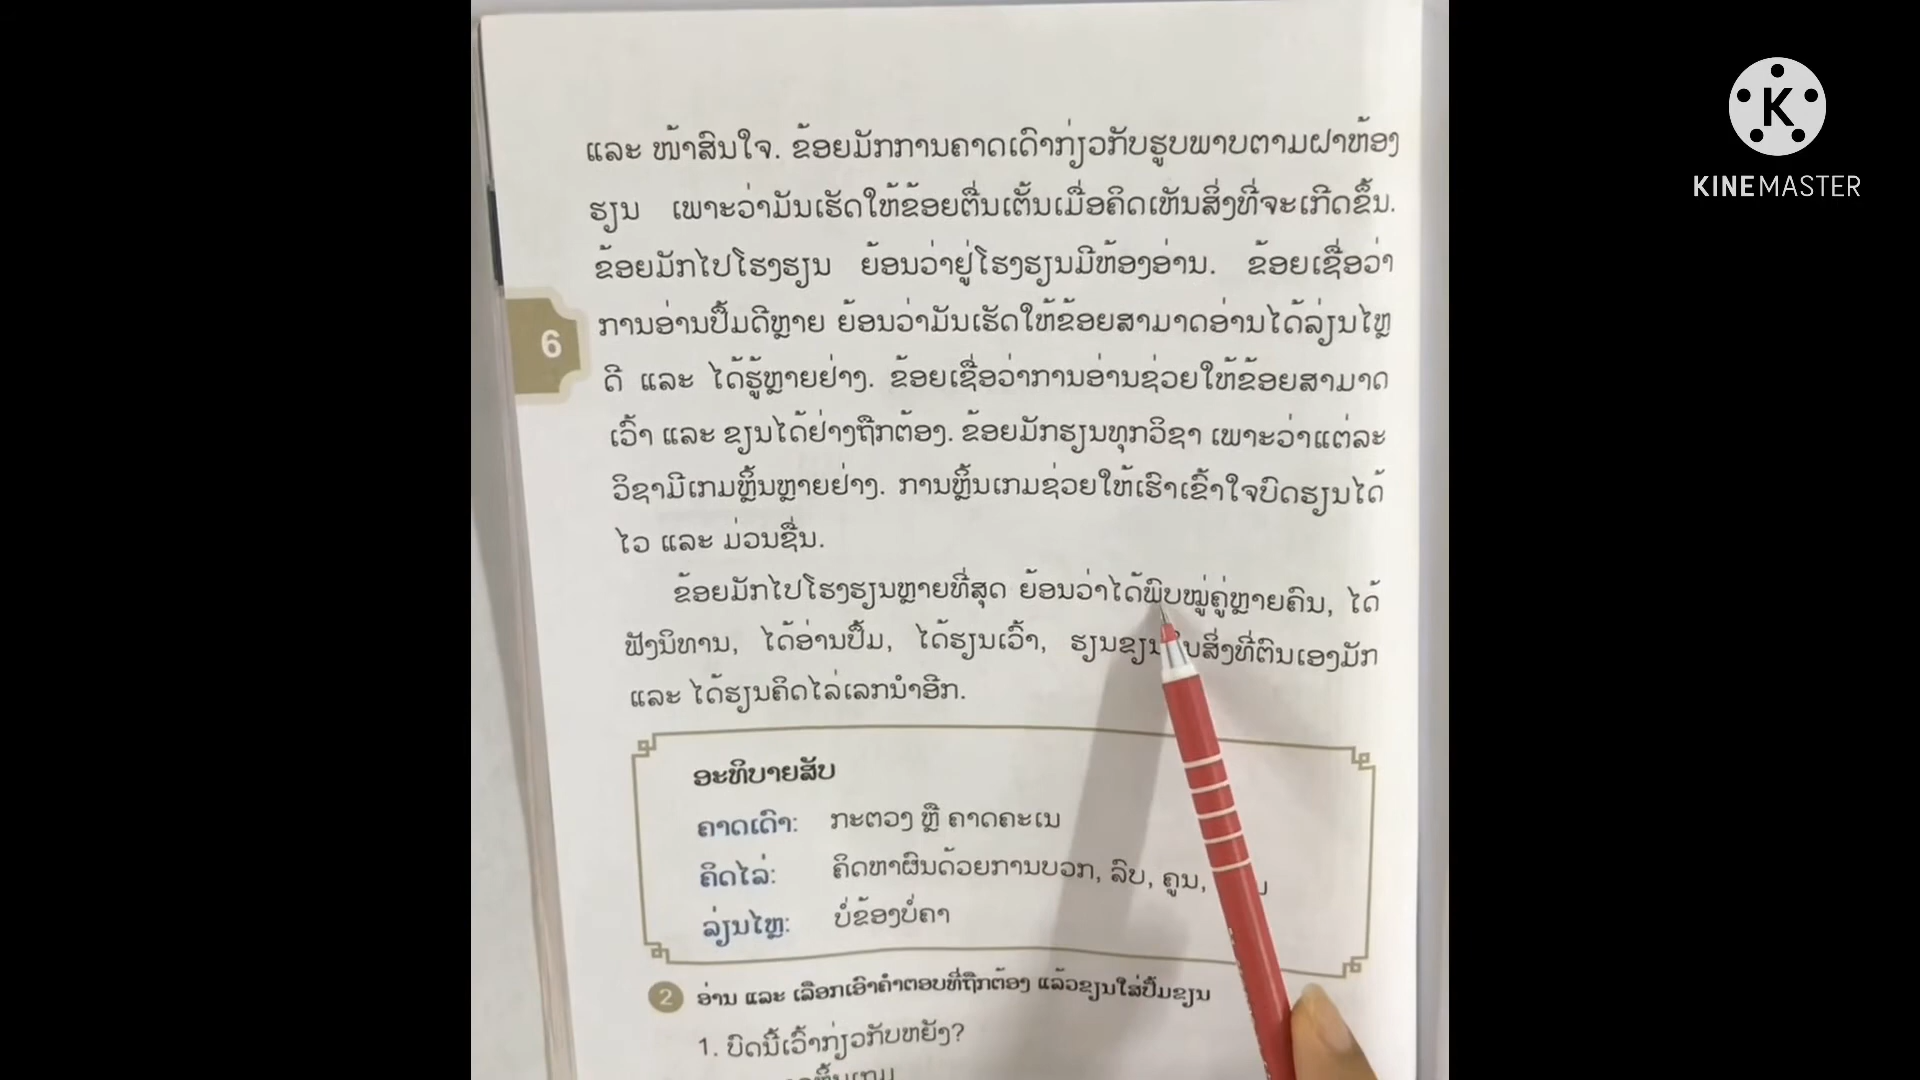 ແລະ ໜ້າສົນໃຈ. ຂ້ອຍມັກການຄາດເດົາກ່ຽວກັບຮູບພາບຕາມຝາຫ້ອງ
ຮຽນ ເພາະວ່າມັນເຮັດໃຫ້ຂ້ອຍຕື່ນເຕັ້ນເມື່ອຄິດເຫັນສິ່ງທີ່ຈະເກີດຂຶ້ນ.
ຂ້ອຍມັກໄປໂຮງຮຽນ ຍ້ອນວ່າຢູ່ໂຮງຮຽນມີຫ້ອງອ່ານ. ຂ້ອຍເຊື່ອວ່າ
ການອ່ານປຶ້ມດີຫຼາຍ ຍ້ອນວ່າມັນເຮັດໃຫ້ຂ້ອຍສາມາດອ່ານໄດ້ລ່ຽນໄຫຼ
6
ດີ ແລະ ໄດ້ຮູ້ຫຼາຍຢ່າງ. ຂ້ອຍເຊື່ອວ່າການອ່ານຊ່ວຍໃຫ້ຂ້ອຍສາມາດ
ເວົ້າ ແລະ ຂຽນໄດ້ຢ່າງຖືກຕ້ອງ. ຂ້ອຍມັກຮຽນທຸກວິຊາ ເພາະວ່າແຕ່ລະ
ວິຊາມີເກມຫຼິ້ນຫຼາຍຢ່າງ. ການຫຼິ້ນເກມຊ່ວຍໃຫ້ເຮົາເຂົ້າໃຈບົດຮຽນໄດ້
ໄວ ແລະ ມ່ວນຊື່ນ.
ຂ້ອຍມັກໄປໂຮງຮຽນຫຼາຍທີ່ສຸດ ຍ້ອນວ່າໄດ້ພົບໝູ່ຄູ່ຫຼາຍຄົນ, ໄດ້
ຟັງນິທານ, ໄດ້ອ່ານປຶ້ມ, ໄດ້ຮຽນເວົ້າ, ຮຽນຂຽນ ສິ່ງທີ່ຕົນເອງມັກ
ແລະ ໄດ້ຮຽນຄິດໄລ່ເລກນຳອີກ.
ອະທິບາຍສັບ
ຄາດເດົາ: ກະຕວງ ຫຼື ຄາດຄະເນ
ຄິດໄລ່: ຄິດຫາຜົນດ້ວຍການບວກ, ລົບ, ຄູນ,
ລ່ຽນໄຫຼ: ບໍ່ຂ້ອງບໍ່ຄາ
2 ອ່ານ ແລະ ເລືອກເອົາຄໍາຕອບທີ່ຖືກຕ້ອງ ແລ້ວຂຽນໃສ່ປຶ້ມຂຽນ
1. ບົດນີ້ເວົ້າກ່ຽວກັບຫຍັງ?
K
KINEMASTER